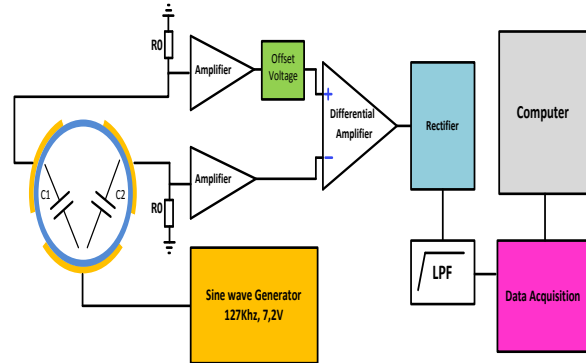 R0
Amplifier
Offset
Voltage
+
Differential
Amplifier
-
Rectifier
Computer
C1
C2
Amplifier
R0
LPF
Data Acquisition
Sine wave Generator
127Khz, 7,2V